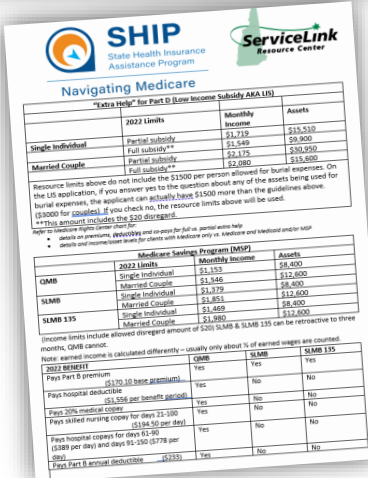 SHIP
State Health Insurance
Assistance Program
Navigating Medicare
ServiceLink
Resource Center
"Extra Help" for Part D (Low Income Subsidy AKA LIS)
2022 Limits Monthly Income Assets
Single Individual Partial subsidy $1,719 $15,510
Full subsidy** $1,549 $9,900
Married Couple Partial subsidy $2,175 $30,950
Full subsidy** $2,080 $15,600
Resource limits above do not include the $1500 per person allowed for burial expenses. On
the LIS application, if you answer yes to the question about any of the assets being used for
burial expenses, the applicant can actually have $1500 more than the guidelines above.
($3000 for couples). If you check no, the resource limits above will be used.
**This amount includes the $20 disregard.
Refer to Medicare Rights Center chart for:
• details on premiums, deductibles and co-pays for full vs. partial extra help
• details and income/asset levels for clients with Medicare only vs. Medicare and Medicaid and/or MSP
Medicare Savings Program (MSP)
2022 Limits Monthly Income Assets
QMB Single Individual $1,153 $8,400
Married Couple $1,546 $12,600
SLMB Single Individual $1,379 $8,400
Married Couple $1,851 $12,600
SLMB 135 Single Individual $1,469 $8,400
Married Couple $1,980 $12,600
(Income limits include allowed disregard amount of $20) SLMB & SLMB 135 can be retroactive to three
months, QMB cannot.
Note: earned income is calculated differently – usually only about ½ of earned wages are counted.
2022 BENEFIT QMB SLMB SLMB 135
Pays Part B premium Yes Yes Yes
($170.10 base premium)
Pays hospital deductible Yes No No
($1,556 per benefit period)
Pays 20% medical copay Yes No No
Pays skilled nursing copay for days 21-100 Yes No No
($194.50 per day)
Pays hospital copays for days 61-90 Yes No No
($389 per day) and days 91-150 ($778 per
day)
Pays Part B annual deductible ($233) Yes No No